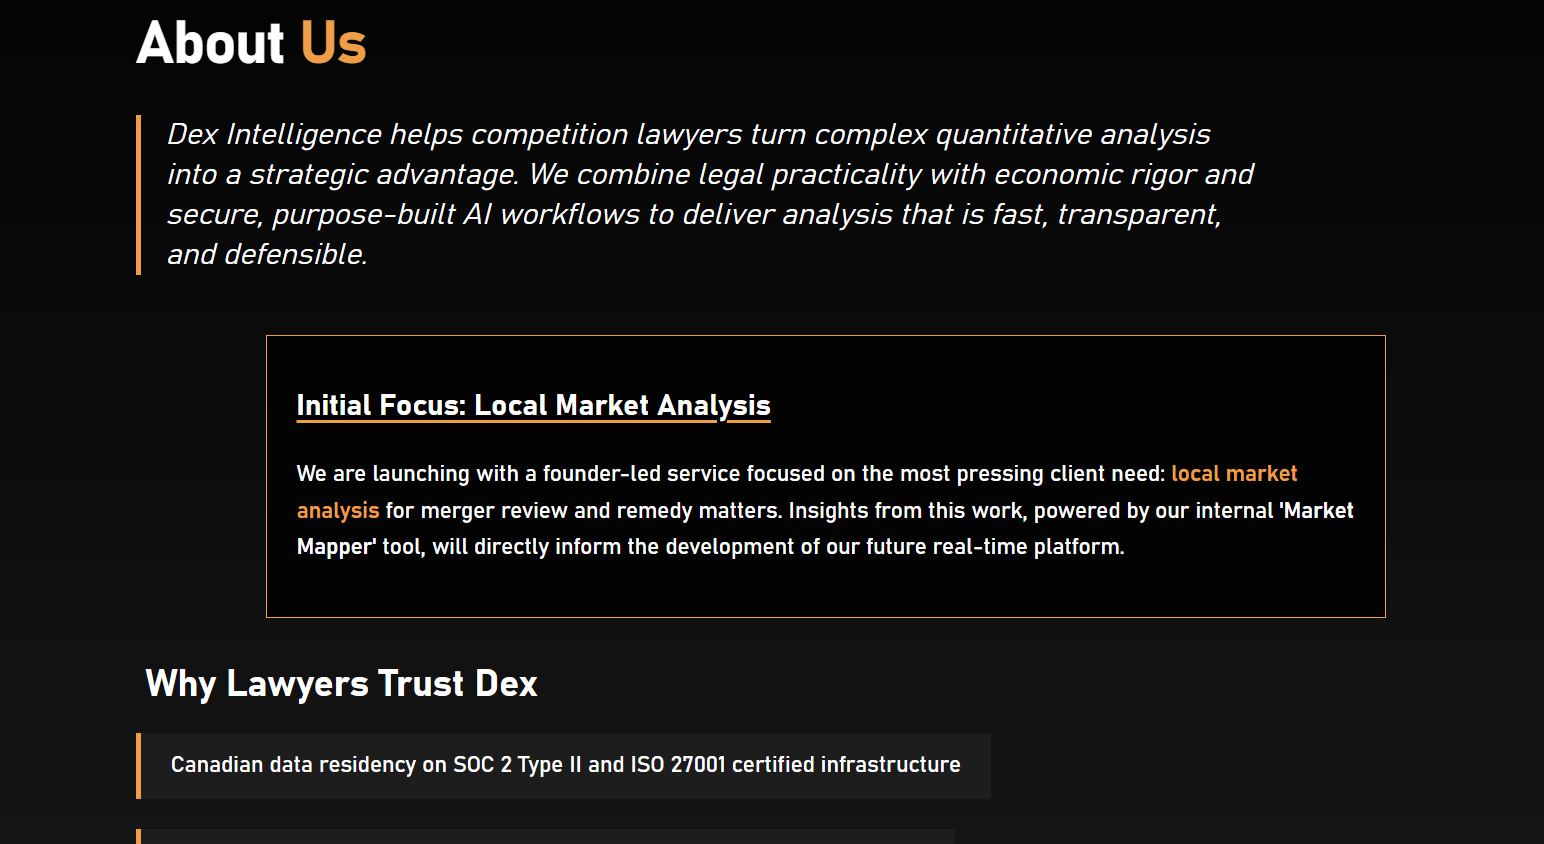 About Us
Dex Intelligence helps competition lawyers turn complex quantitative analysis
into a strategic advantage. We combine legal practicality with economic rigor and
secure, purpose-built AI workflows to deliver analysis that is fast, transparent,
and defensible.
Initial Focus: Local Market Analysis
We are launching with a founder-led service focused on the most pressing client need: local market
analysis for merger review and remedy matters. Insights from this work, powered by our internal 'Market
Mapper' tool, will directly inform the development of our future real-time platform.
Why Lawyers Trust Dex
Canadian data residency on SOC 2 Type II and ISO 27001 certified infrastructure